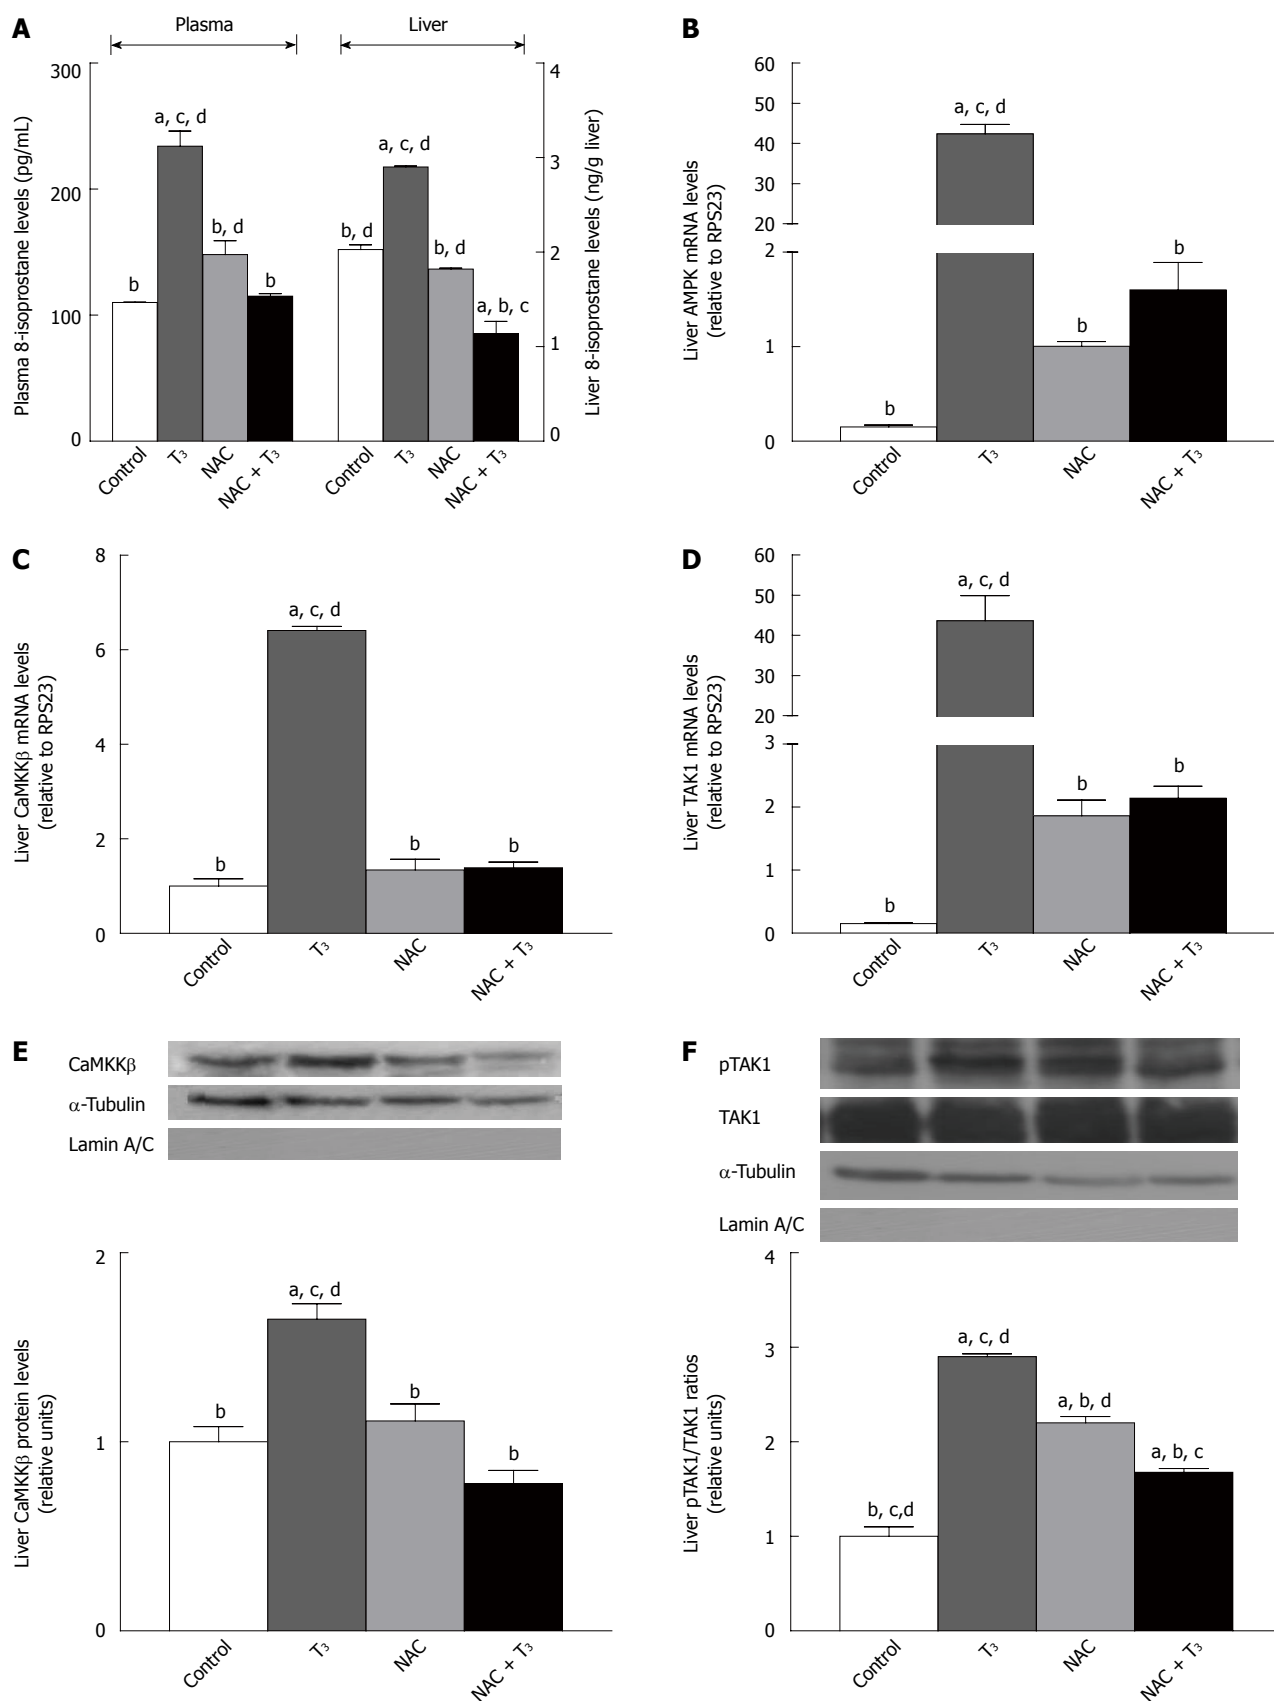 A
Plasma
Liver
300
200
100
0
Plasma 8-isoprostane levels (pg/mL)
4
3
2
1
0
Liver 8-isoprostane levels (ng/g liver)
b
a, c, d
b, d
b
b, d
a, c, d
b, d
a, b, c
Control
T3
NAC
NAC + T3
Control
T3
NAC
NAC + T3
B
60
50
40
30
20
2
1
0
Liver AMPK mRNA levels
(relative to RPS23)
b
a, c, d
b
b
Control
T3
NAC
NAC + T3
C
8
6
4
2
0
Liver CaMKKβ mRNA levels
(relative to RPS23)
b
a, c, d
b
b
Control
T3
NAC
NAC + T3
D
60
50
40
30
20
3
2
1
0
Liver TAK1 mRNA levels
(relative to RPS23)
b
a, c, d
b
b
Control
T3
NAC
NAC + T3
E
CaMKKβ
α-Tubulin
Lamin A/C
2
1
0
Liver CaMKKβ protein levels
(relative units)
b
a, c, d
b
b
Control
T3
NAC
NAC + T3
F
pTAK1
TAK1
α-Tubulin
Lamin A/C
4
3
2
1
0
Liver pTAK1/TAK1 ratios
(relative units)
b, c,d
a, c, d
a, b, d
a, b, c
Control
T3
NAC
NAC + T3